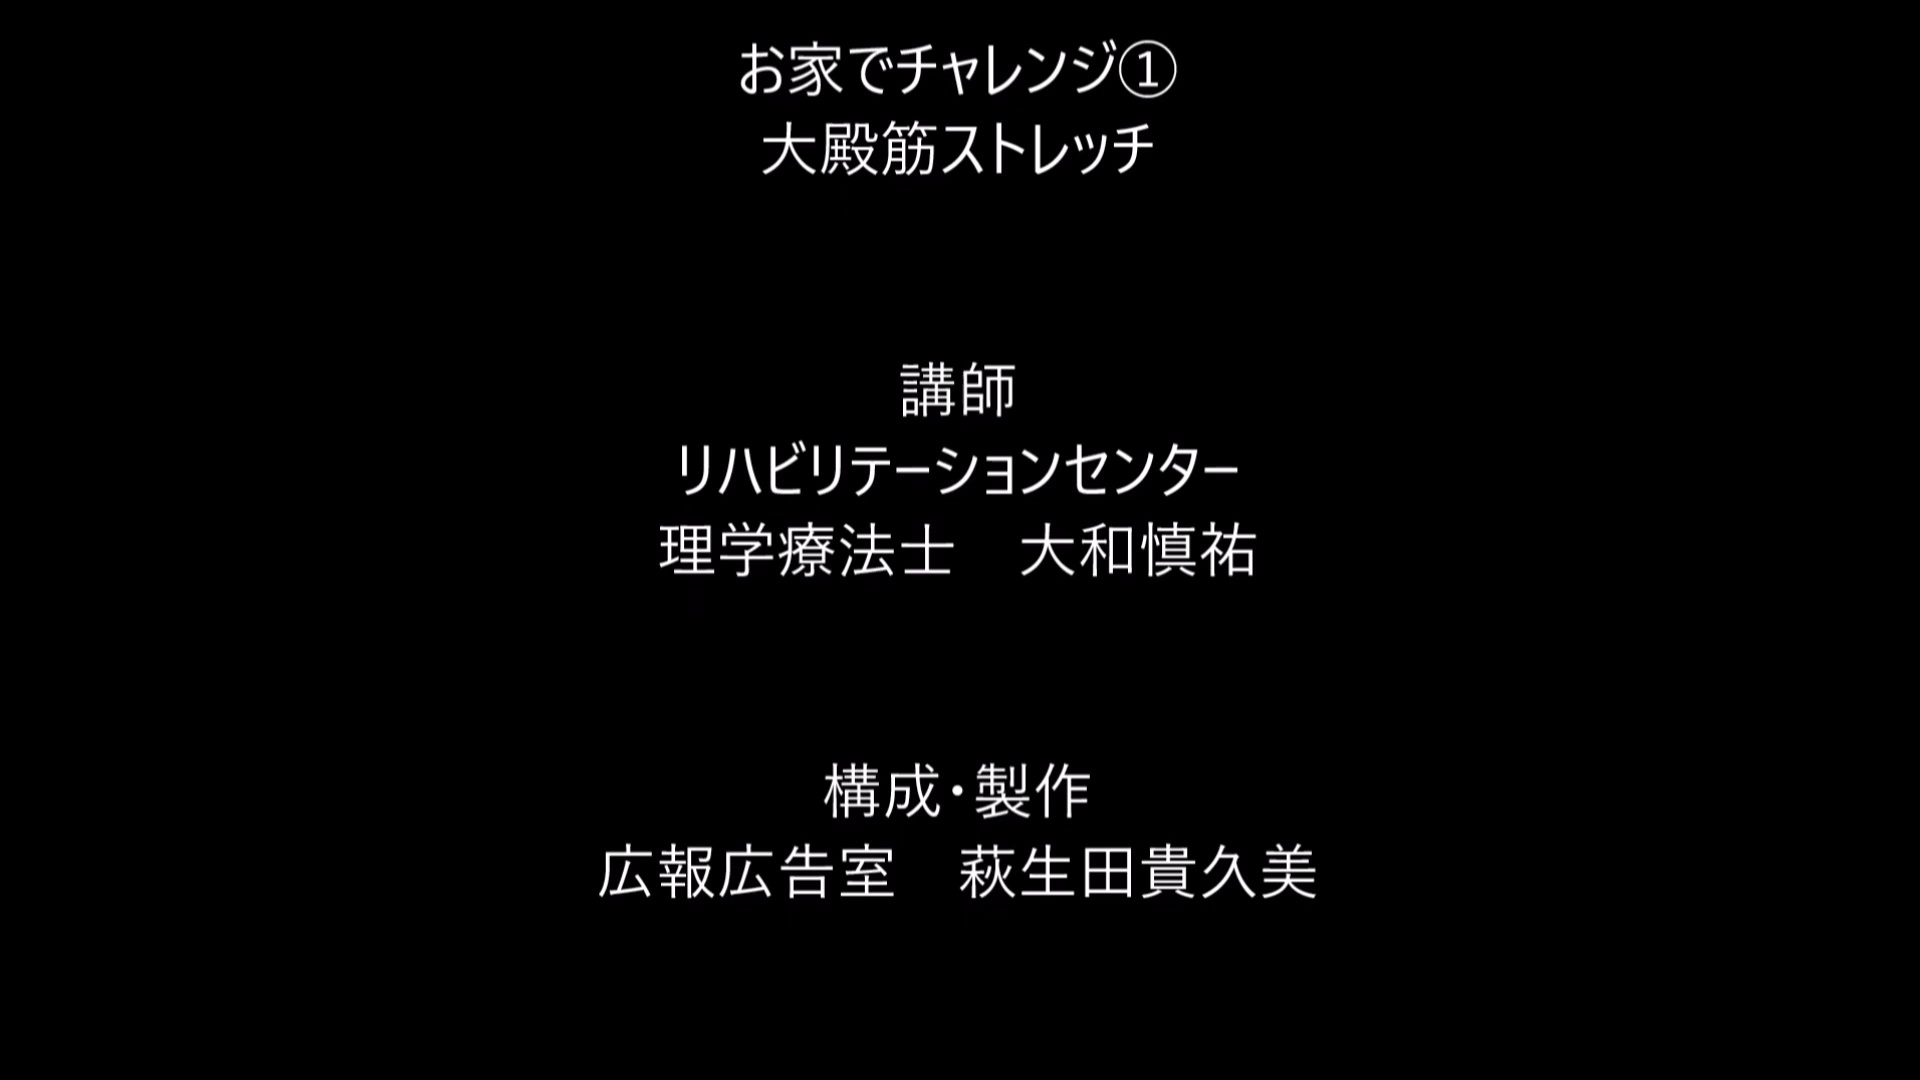 お家でチャレンジ①
大殿筋ストレッチ
講師
リハビリテーションセンター
理学療法士　大和慎祐
構成・製作
広報広告室　萩生田貴久美